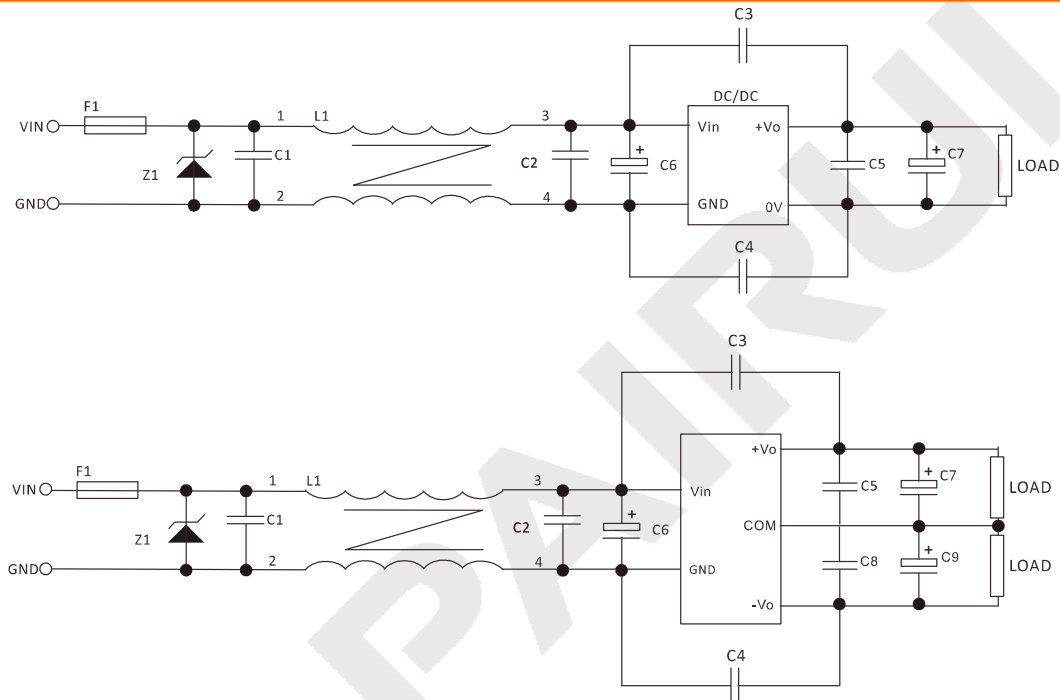 C3
DC/DC
F1
1 L1 3
VIN Vin +Vo
Z1 C1 C2 + C6 C5 + C7 LOAD
GND 2 4 GND 0V
C4
C3
+Vo
F1 1 L1 3 C5 + C7 LOAD
VIN Vin
Z1 C1 C2 + C6 COM
GND 2 4 GND C8 + C9 LOAD
-Vo
C4
PAIRUI